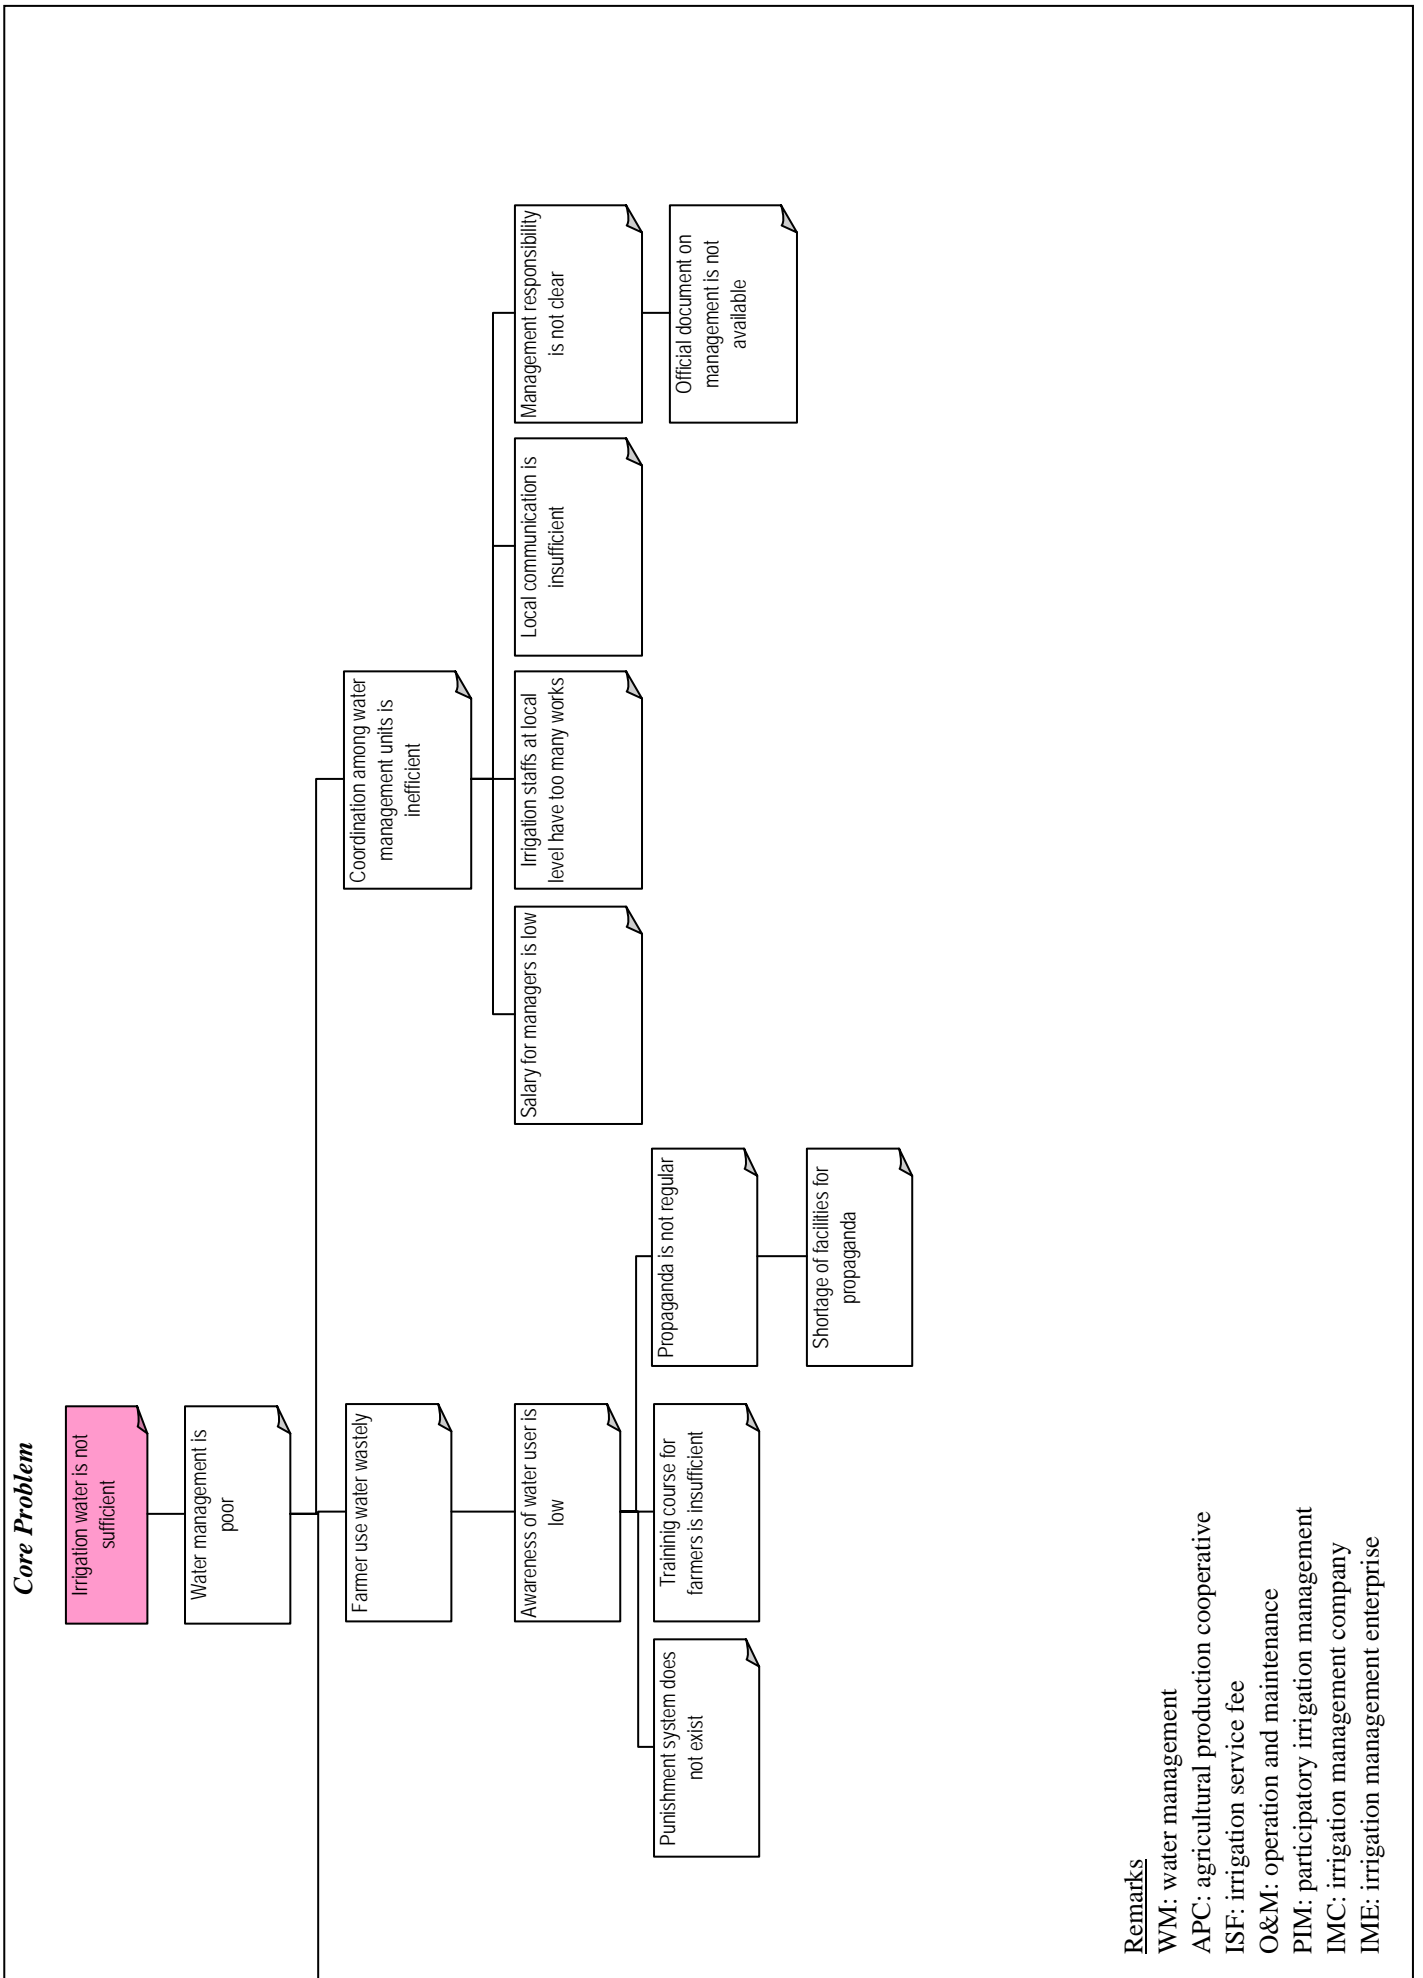 Core Problem
Irrigation water is not
sufficient
Water management is
poor
Farmer use water wastely
Coordination among water
management units is
inefficient
Awareness of water user is
low
Salary for managers is low
Irrigation staffs at local
level have too many works
Local communication is
insufficient
Management responsibility
is not clear
Punishment system does
not exist
Traininig course for
farmers is insufficient
Propaganda is not regular
Official document on
management is not
available
Shortage of facilities for
propaganda
Remarks
WM: water management
APC: agricultural production cooperative
ISF: irrigation service fee
O&M: operation and maintenance
PIM: participatory irrigation management
IMC: irrigation management company
IME: irrigation management enterprise